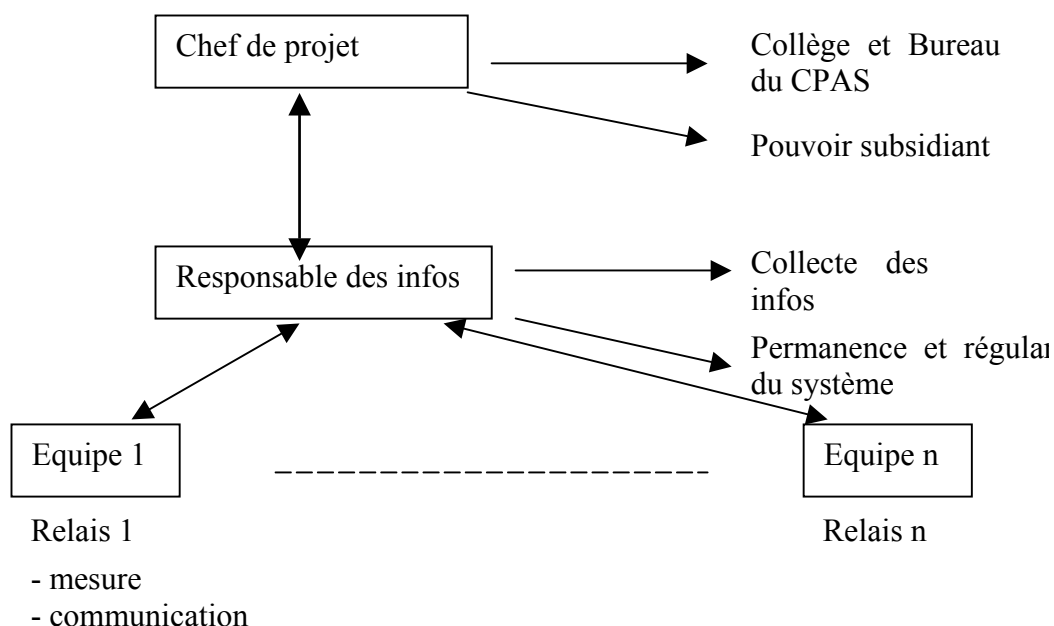 Chef de projet
Collège et Bureau
du CPAS
Pouvoir subsidiant
Responsable des infos
Collecte des
infos
Permanence et régular
du système
Equipe 1
Equipe n
Relais 1
Relais n
- mesure
- communication